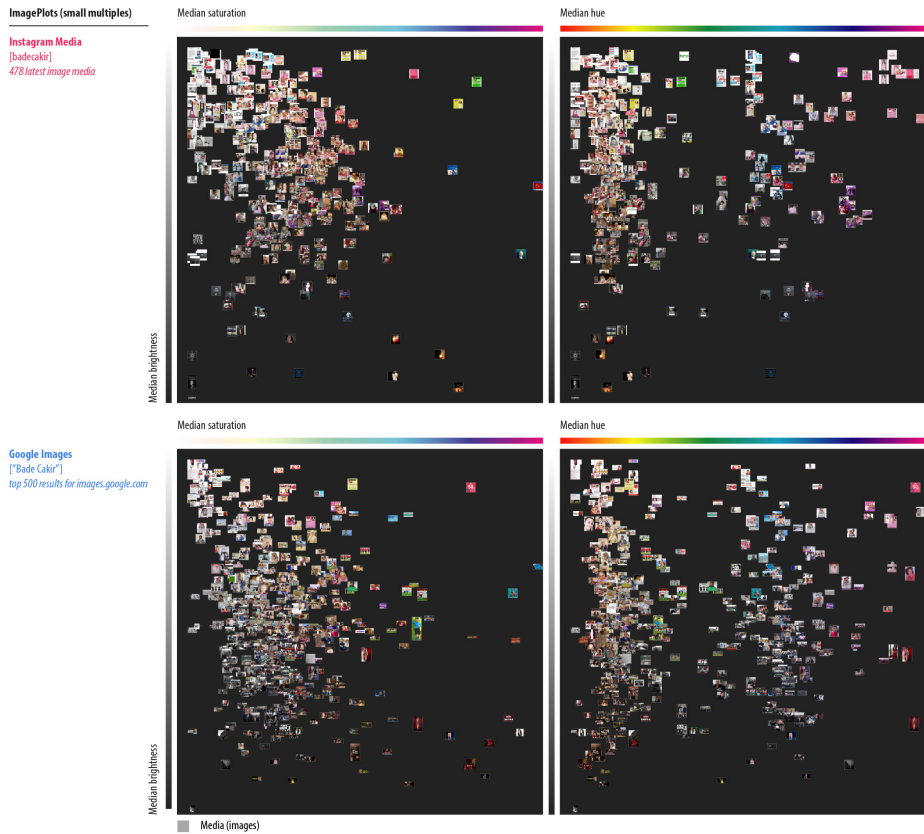 ImagePlots (small multiples)
Median saturation
Median hue
Instagram Media
[badecakir]
478 latest image media
Median brightness
Median saturation
Median hue
Google Images
["Bade Cakir"]
top 500 results for images.google.com
Median brightness
Media (images)